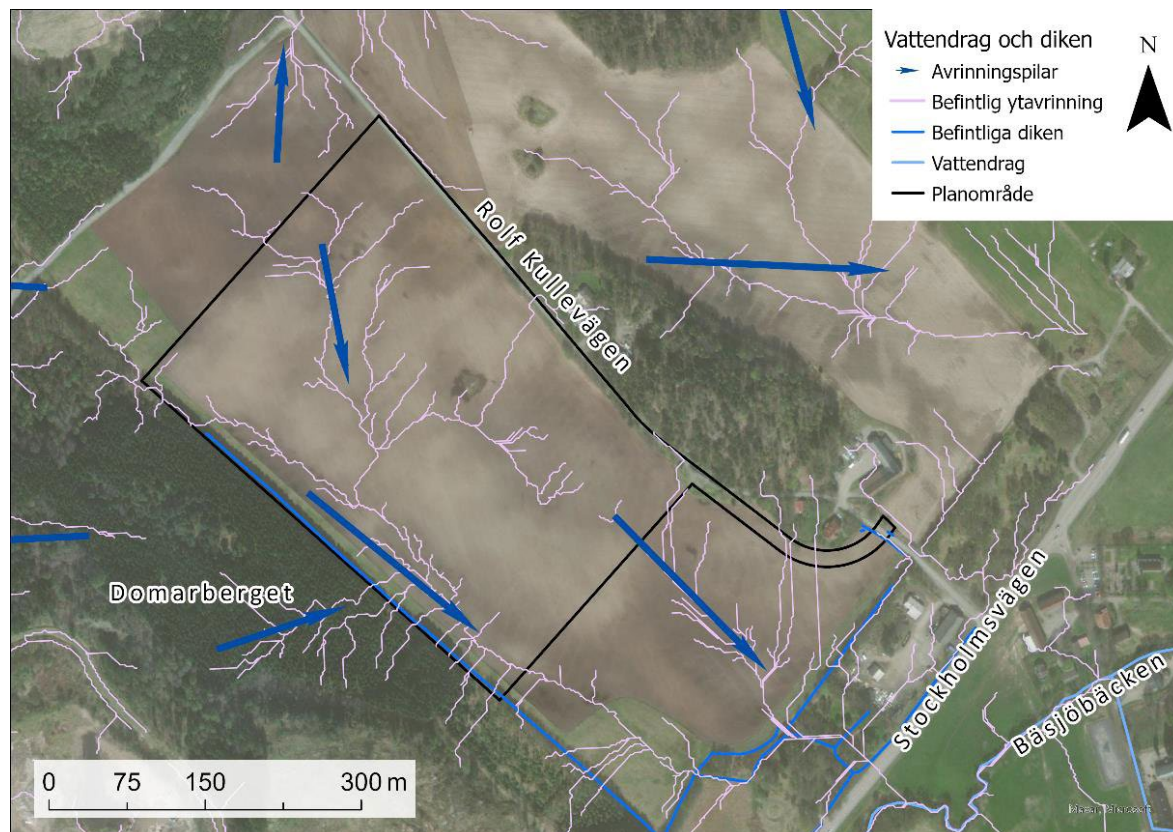 Vattendrag och diken
Avrinningspilar
Befintlig ytavrinning
Befintliga diken
Vattendrag
Planområde
N
Rolf Kullevägen
Domarberget
Stockholmsvägen
Bäsjöbäcken
0 75 150 300 m